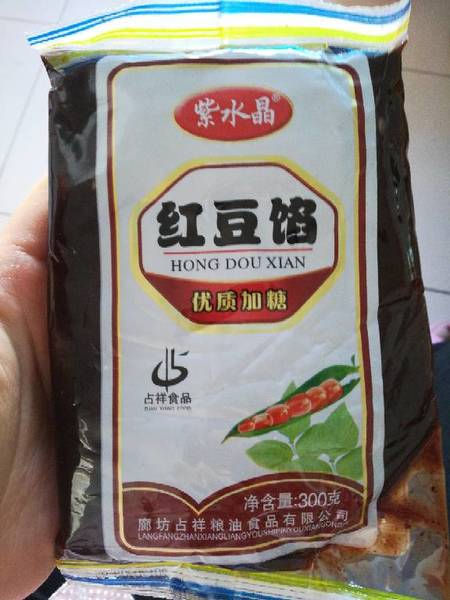 紫水晶®
红豆馅
HONG DOU XIAN
优质加糖
占祥食品
净含量:300克
廊坊占祥粮油食品有限公司